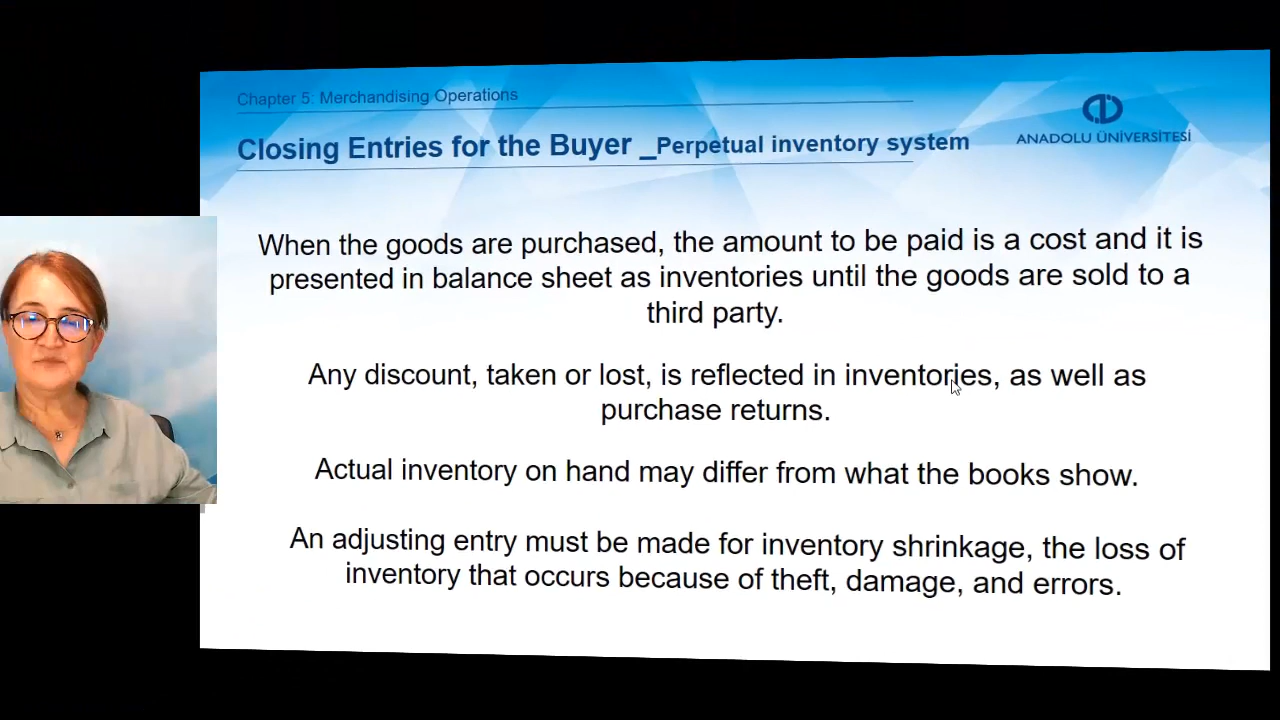 Chapter 5: Merchandising Operations
Closing Entries for the Buyer _Perpetual inventory system
ANADOLU ÜNİVERSİTESİ
When the goods are purchased, the amount to be paid is a cost and it is
presented in balance sheet as inventories until the goods are sold to a
third party.
Any discount, taken or lost, is reflected in inventories, as well as
purchase returns.
Actual inventory on hand may differ from what the books show.
An adjusting entry must be made for inventory shrinkage, the loss of
inventory that occurs because of theft, damage, and errors.